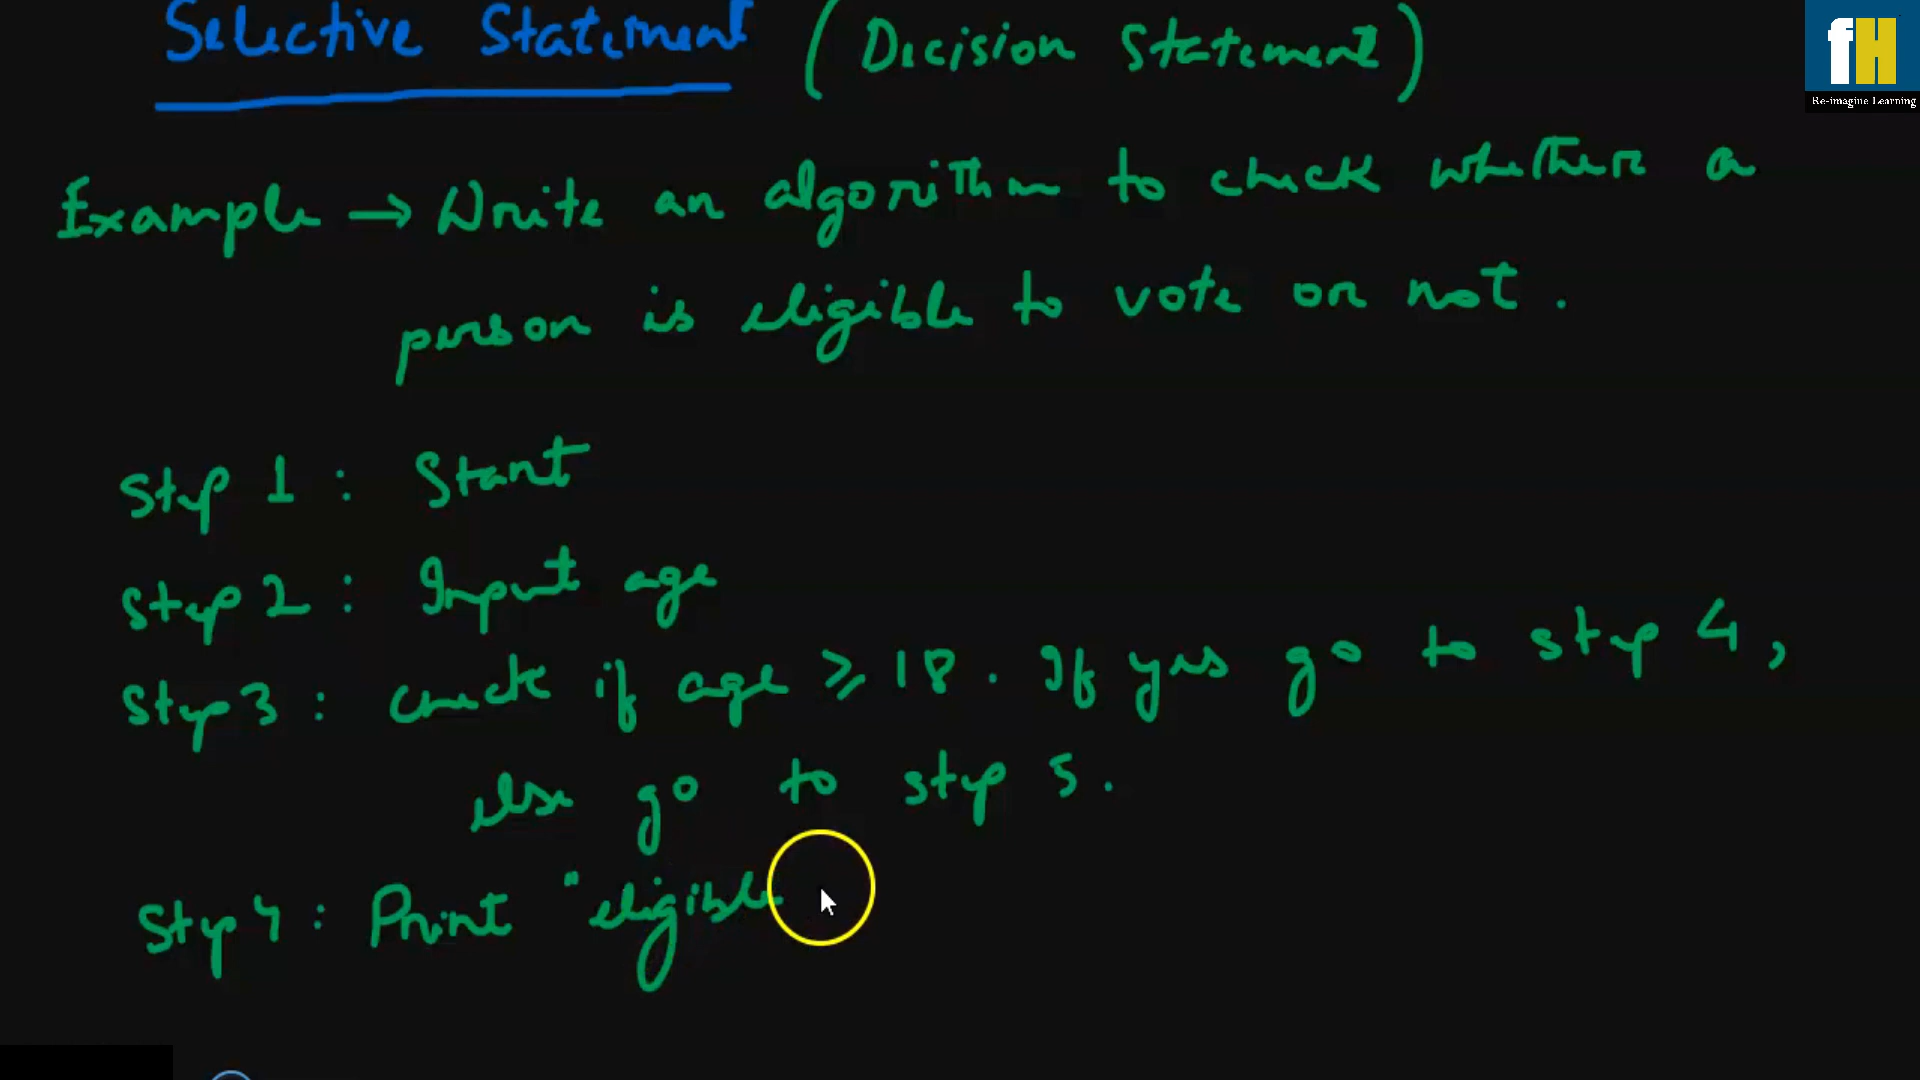 Selective Statement (Decision Statement)
fH
Re-imagine Learning
Example → Write an algorithm to check whether a
person is eligible to vote or not.
Step 1 : Start
Step 2 : Input age
Step 3 : check if age ≥ 18. If yes go to step 4,
else go to step 5.
Step 4 : Print "eligible